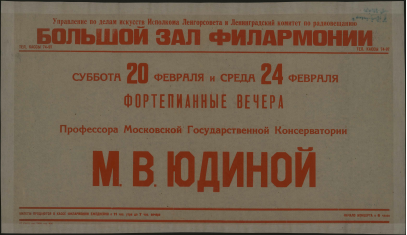 Управление по делам искусств Исполкома Ленгорсовета и Ленинградский комитет по радиовещанию
БОЛЬШОЙ ЗАЛ ФИЛАРМОНИИ
СУББОТА 20 ФЕВРАЛЯ и СРЕДА 24 ФЕВРАЛЯ
ФОРТЕПИАННЫЕ ВЕЧЕРА
Профессора Московской Государственной Консерватории
М. В. ЮДИНОЙ